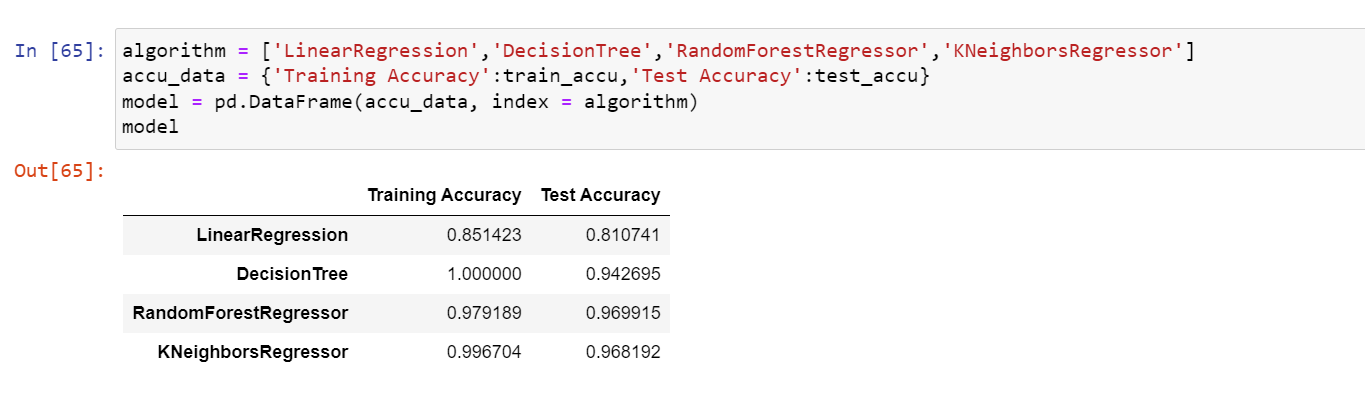 In [65]: algorithm = ['LinearRegression','DecisionTree','RandomForestRegressor','KNeighborsRegressor']
accu_data = {'Training Accuracy':train_accu,'Test Accuracy':test_accu}
model = pd.DataFrame(accu_data, index = algorithm)
model
Out[65]:
Training Accuracy Test Accuracy
LinearRegression 0.851423 0.810741
DecisionTree 1.000000 0.942695
RandomForestRegressor 0.979189 0.969915
KNeighborsRegressor 0.996704 0.968192